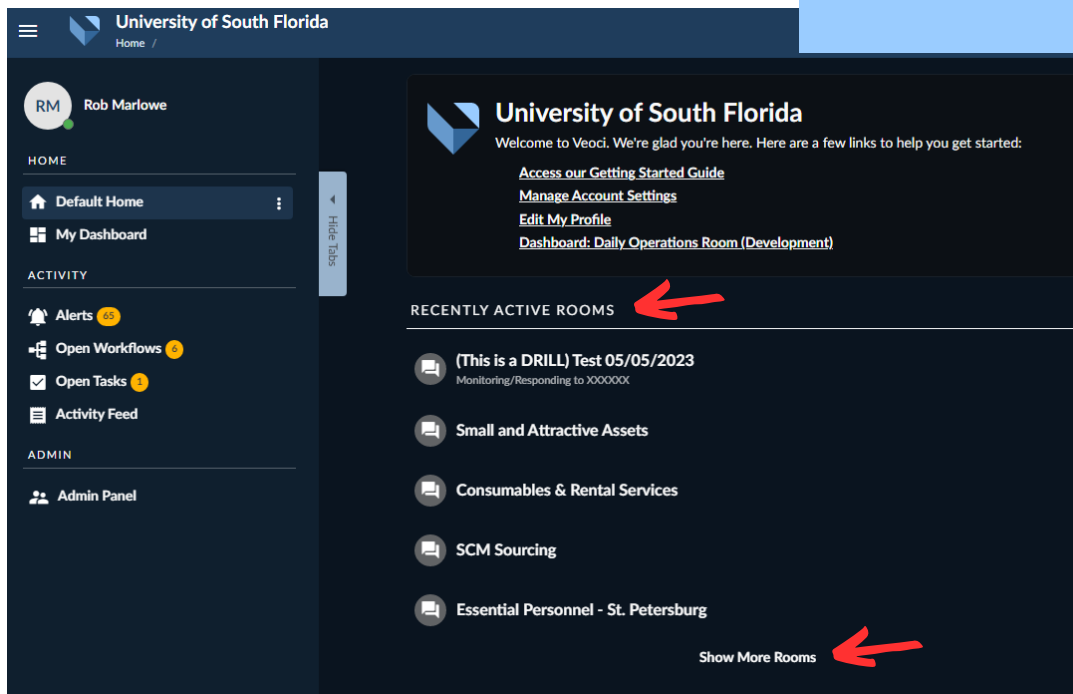 University of South Florida
Home /
RM Rob Marlowe
HOME
Default Home
My Dashboard
ACTIVITY
Alerts 65
Open Workflows 6
Open Tasks 1
Activity Feed
ADMIN
Admin Panel
Hide Tabs
University of South Florida
Welcome to Veoci. We're glad you're here. Here are a few links to help you get started:
Access our Getting Started Guide
Manage Account Settings
Edit My Profile
Dashboard: Daily Operations Room (Development)
RECENTLY ACTIVE ROOMS
(This is a DRILL) Test 05/05/2023
Monitoring/Responding to XXXXXX
Small and Attractive Assets
Consumables & Rental Services
SCM Sourcing
Essential Personnel - St. Petersburg
Show More Rooms